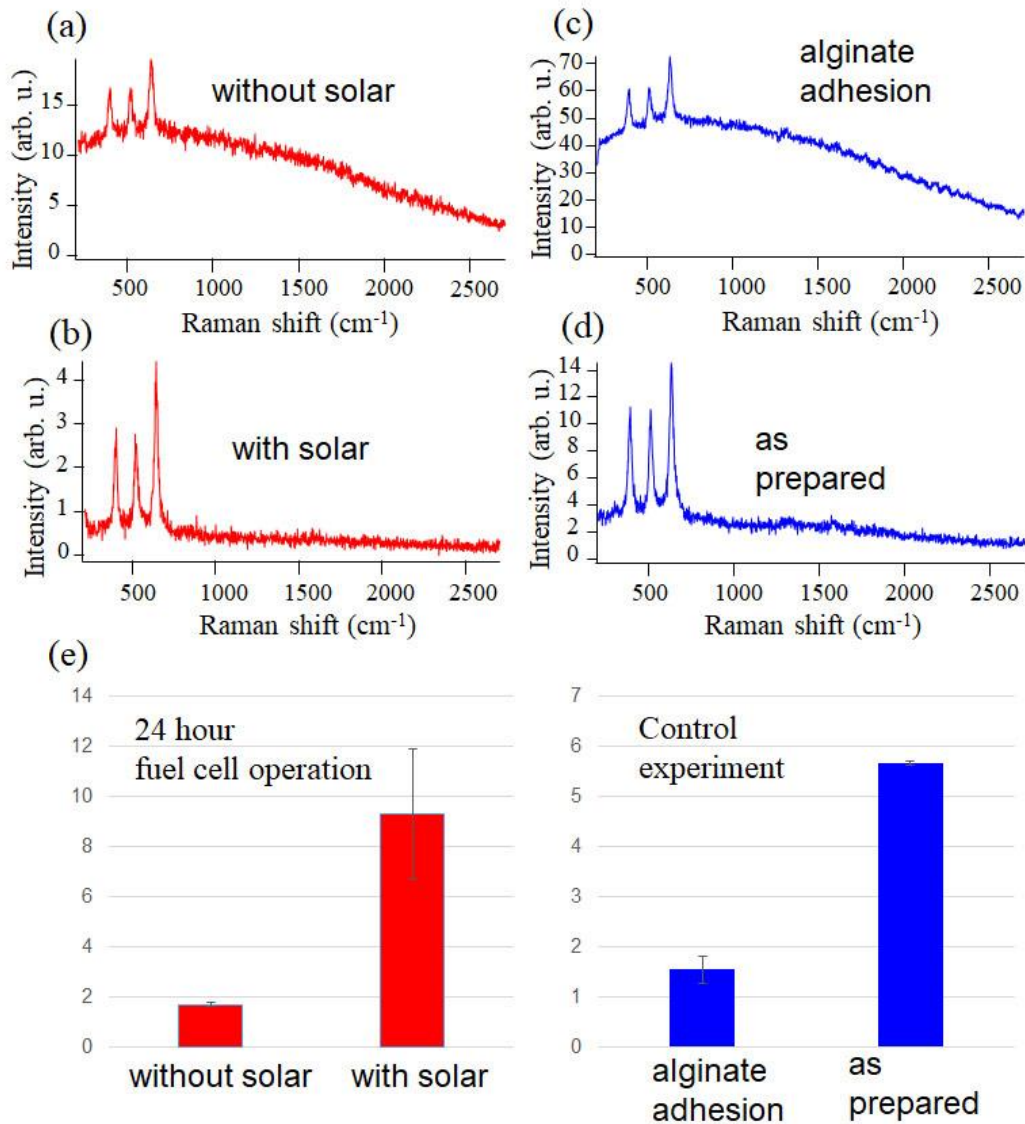 (a)
without solar
Intensity (arb. u.)
15
10
5
0
500 1000 1500 2000 2500
Raman shift (cm⁻¹)
(c)
alginate
adhesion
Intensity (arb. u.)
70
60
50
40
30
20
10
0
500 1000 1500 2000 2500
Raman shift (cm⁻¹)
(b)
with solar
Intensity (arb. u.)
4
3
2
1
0
500 1000 1500 2000 2500
Raman shift (cm⁻¹)
(d)
as
prepared
Intensity (arb. u.)
14
12
10
8
6
4
2
0
500 1000 1500 2000 2500
Raman shift (cm⁻¹)
(e)
24 hour
fuel cell operation
14
12
10
8
6
4
2
0
without solar with solar
Control
experiment
7
6
5
4
3
2
1
0
alginate
adhesion
as
prepared